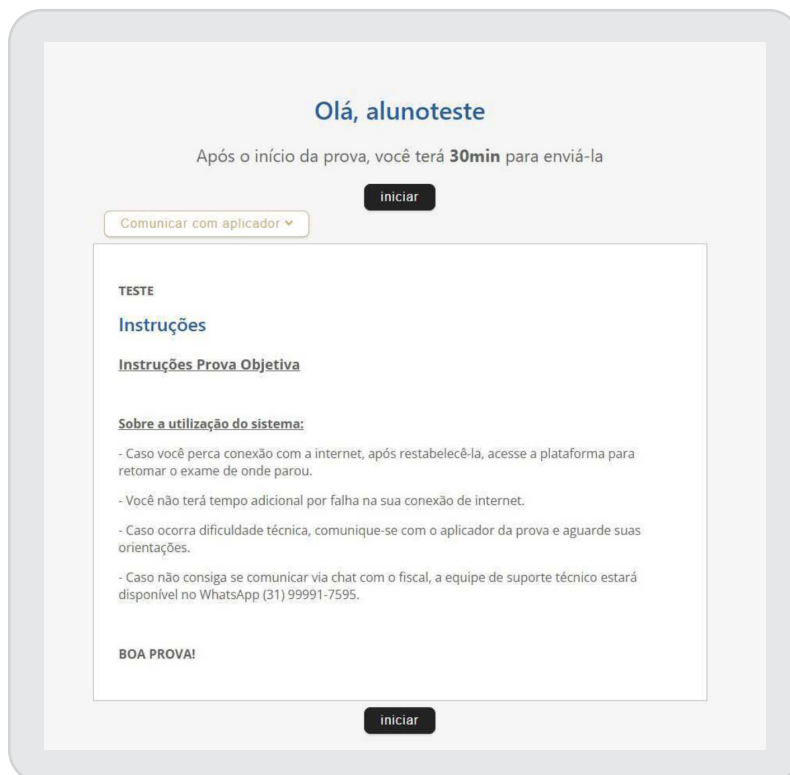 Olá, alunoteste
Após o início da prova, você terá 30min para enviá-la
iniciar
Comunicar com aplicador
TESTE
Instruções
Instruções Prova Objetiva
Sobre a utilização do sistema:
- Caso você perca conexão com a internet, após restabelecê-la, acesse a plataforma para
retomar o exame de onde parou.
- Você não terá tempo adicional por falha na sua conexão de internet.
- Caso ocorra dificuldade técnica, comunique-se com o aplicador da prova e aguarde suas
orientações.
- Caso não consiga se comunicar via chat com o fiscal, a equipe de suporte técnico estará
disponível no WhatsApp (31) 99991-7595.
BOA PROVA!
iniciar